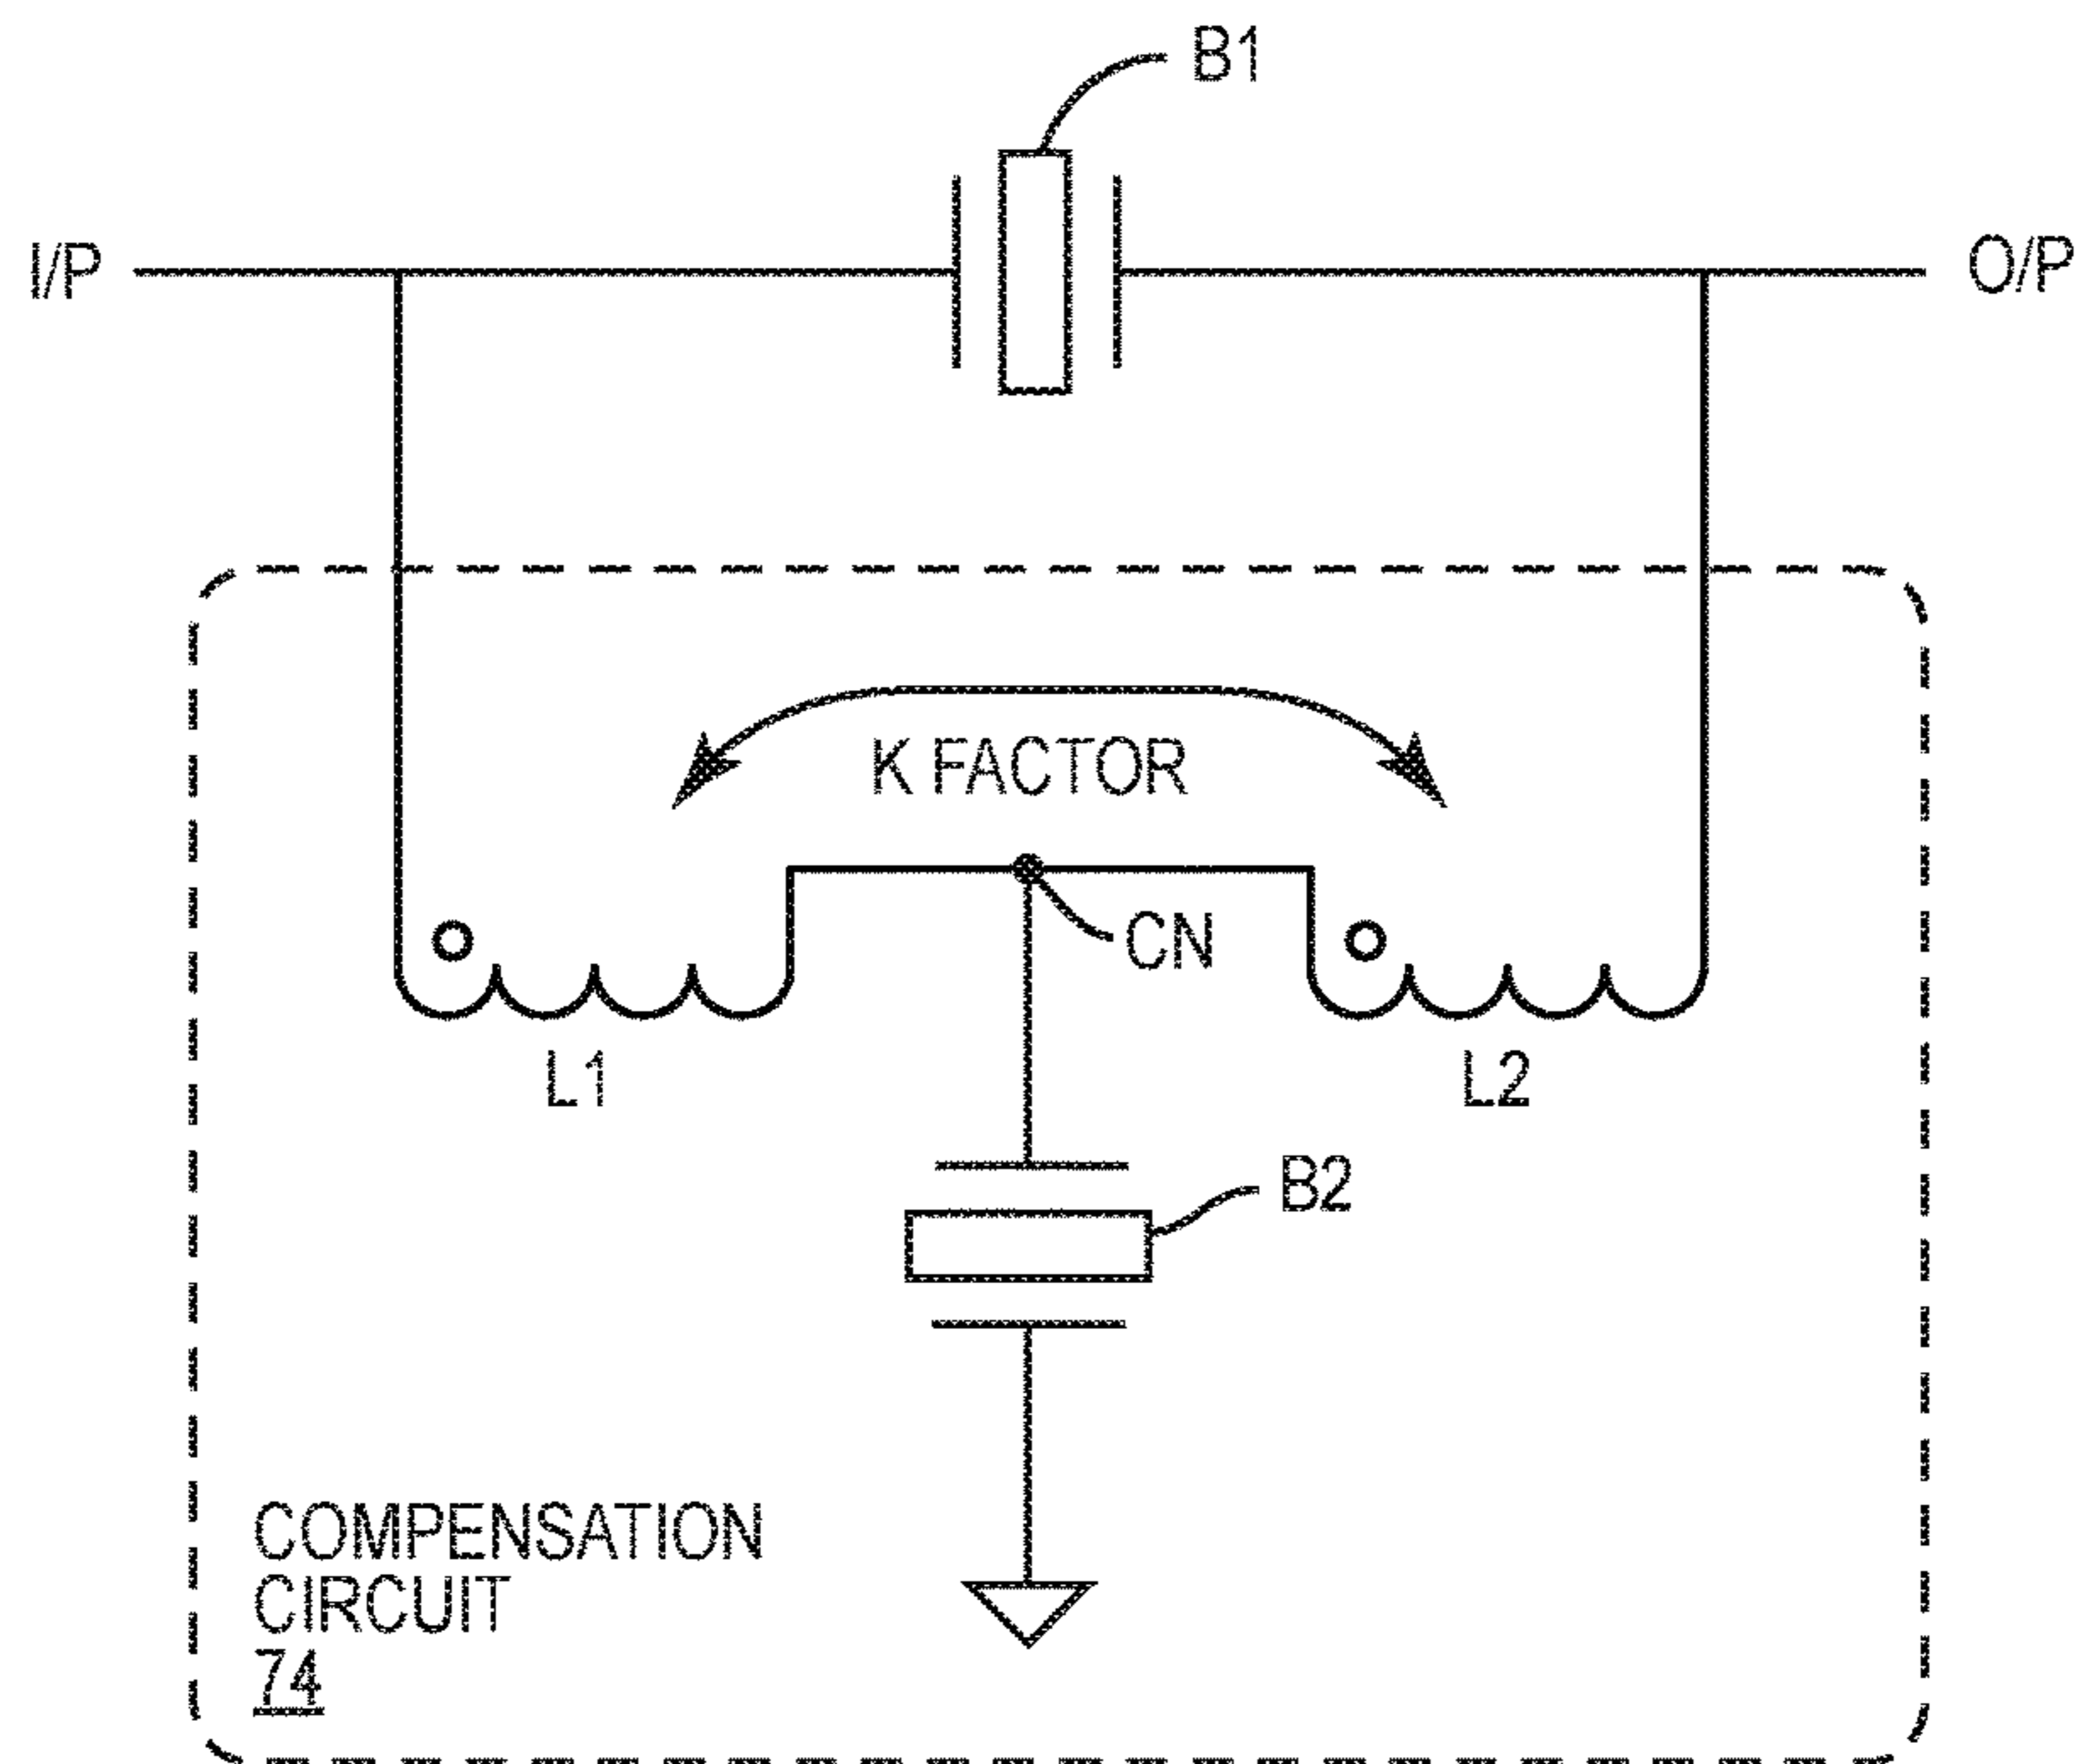 B1
I/P
O/P
K FACTOR
CN
L1
L2
B2
COMPENSATION
CIRCUIT
74